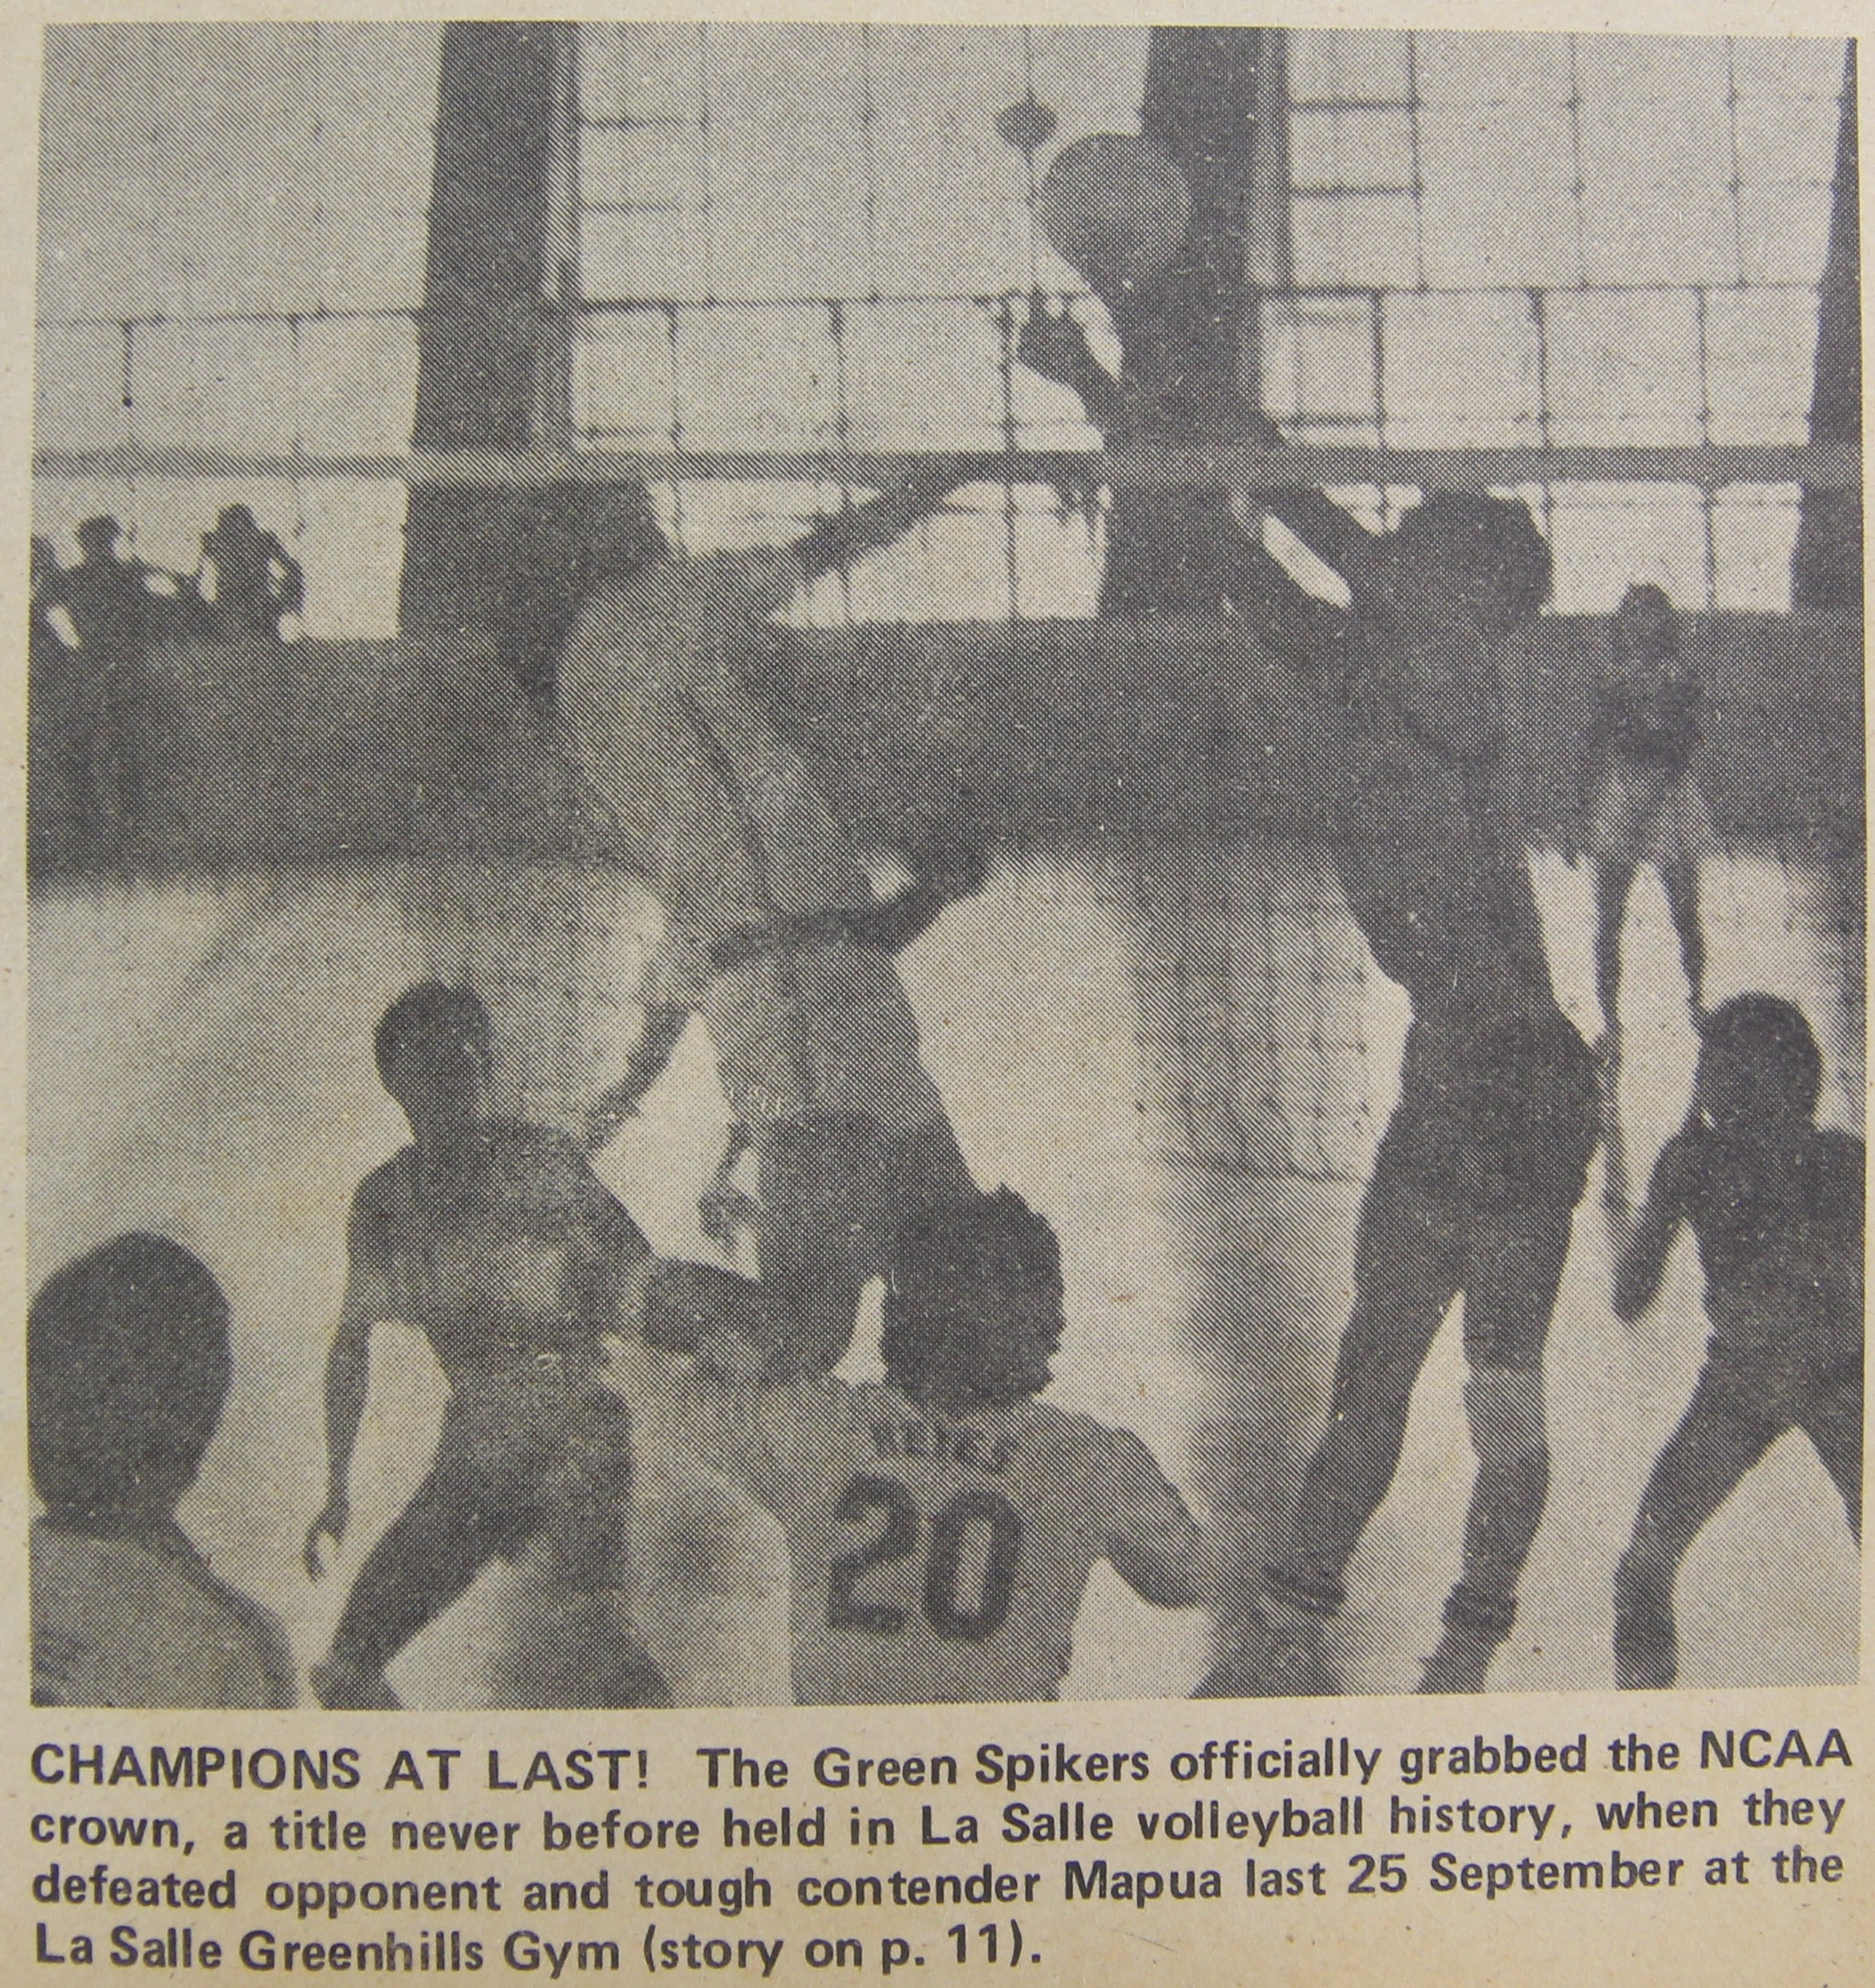 REYES
20
CHAMPIONS AT LAST! The Green Spikers officially grabbed the NCAA
crown, a title never before held in La Salle volleyball history, when they
defeated opponent and tough contender Mapua last 25 September at the
La Salle Greenhills Gym (story on p. 11).